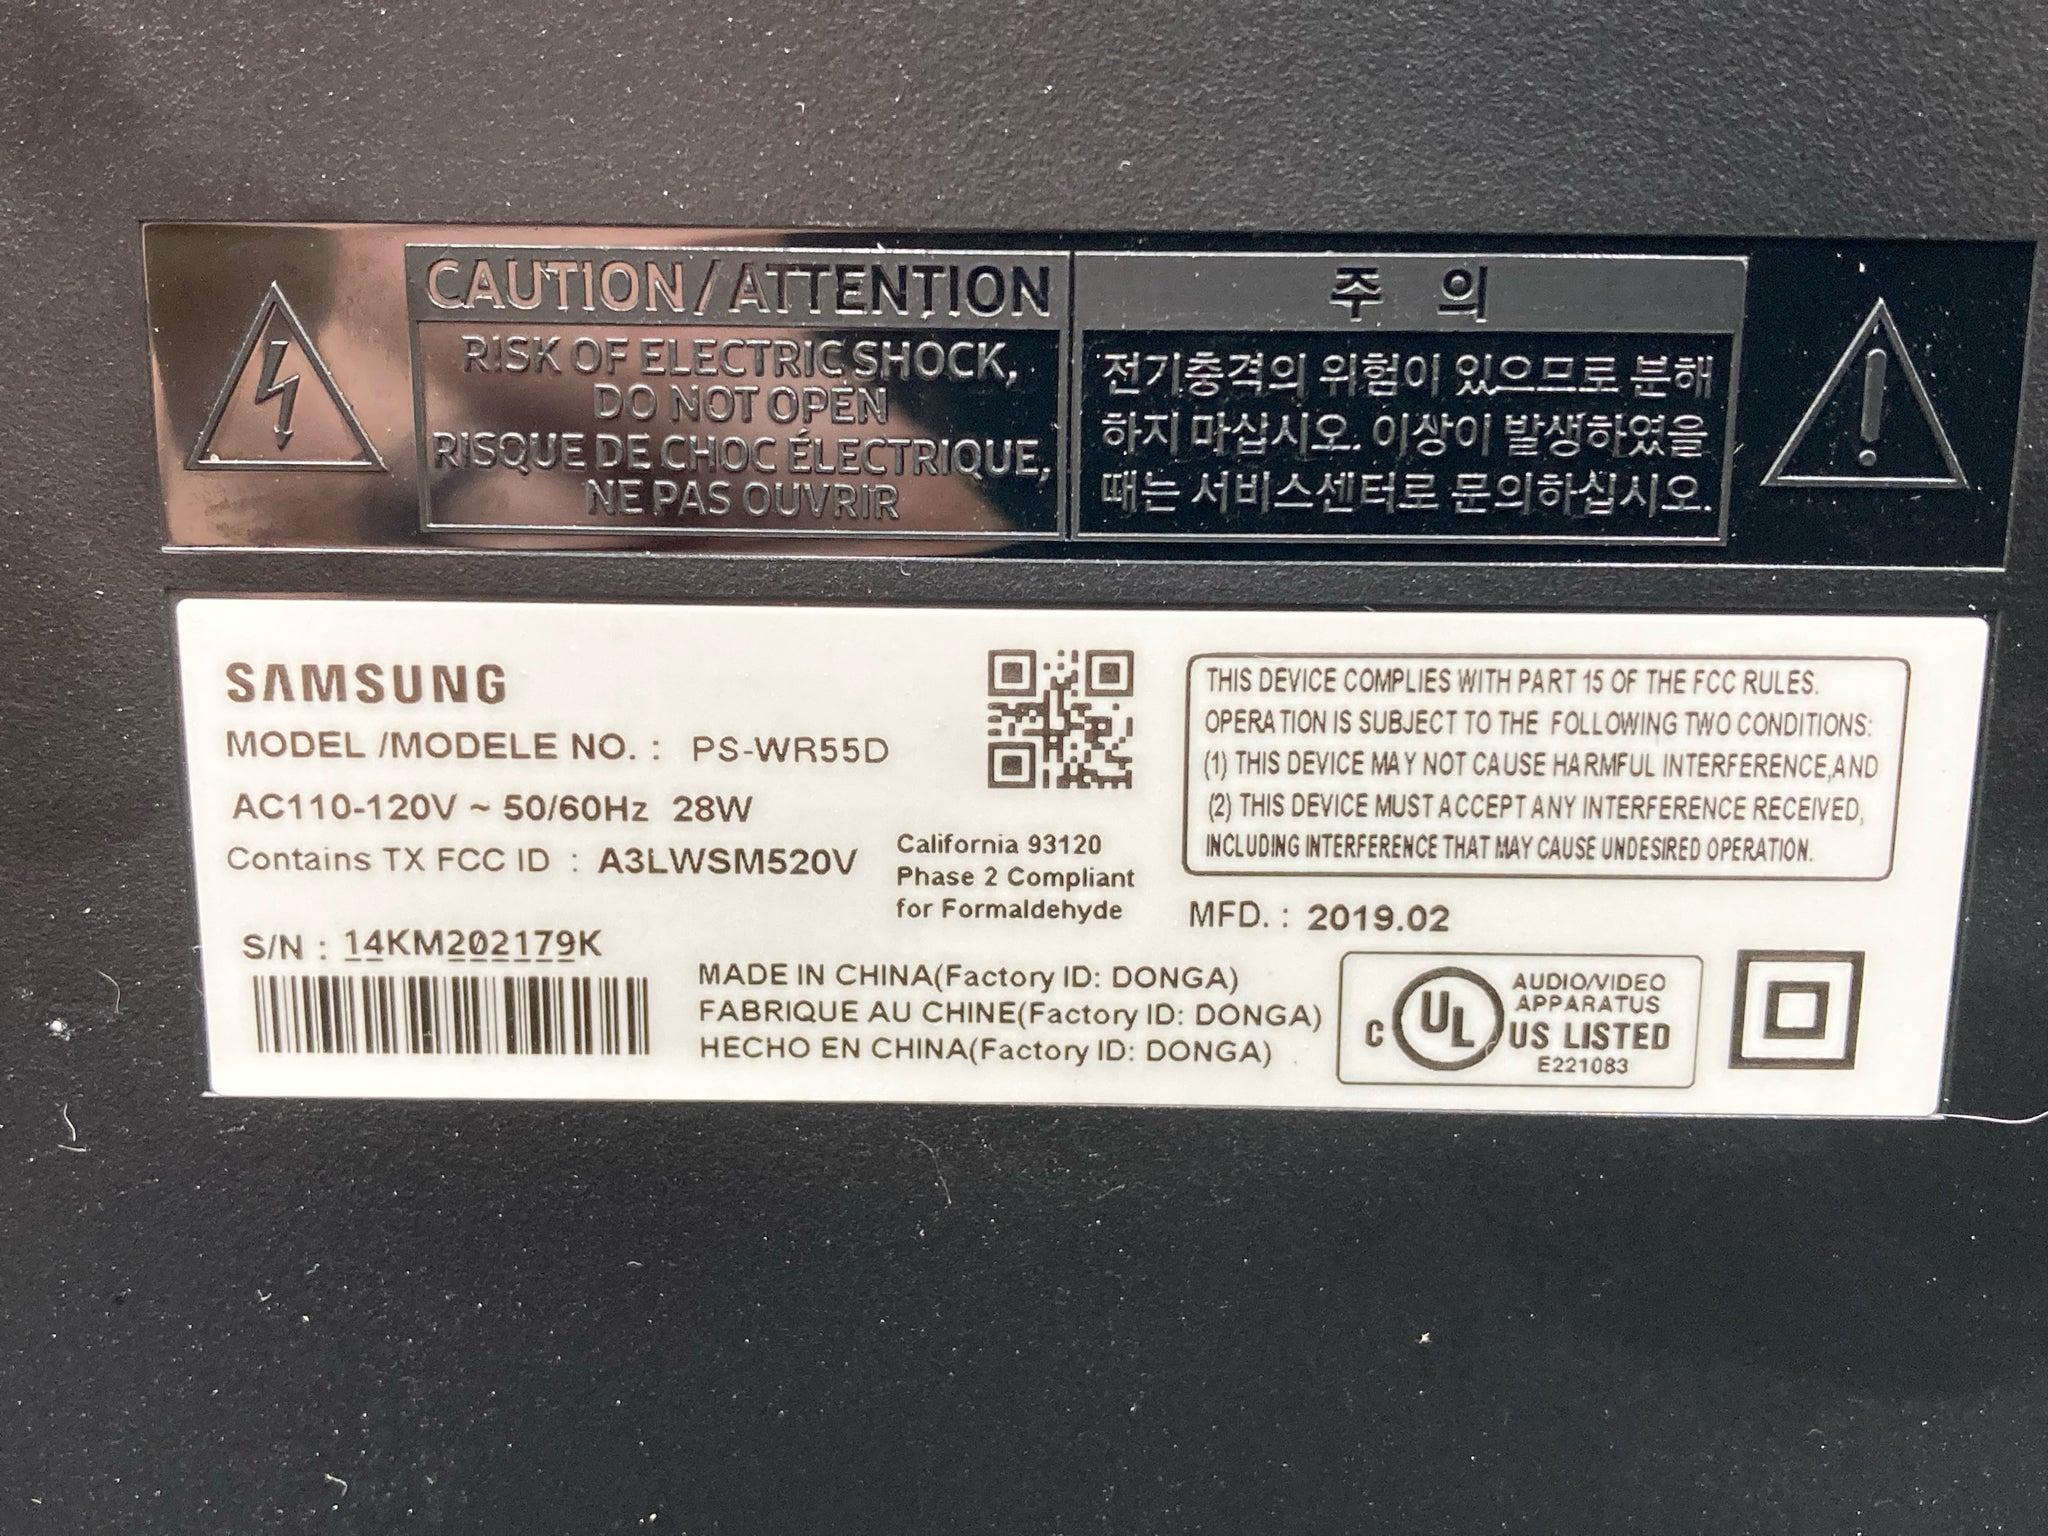 CAUTION / ATTENTION
RISK OF ELECTRIC SHOCK,
DO NOT OPEN
RISQUE DE CHOC ÉLECTRIQUE,
NE PAS OUVRIR
주 의
전기충격의 위험이 있으므로 분해
하지 마십시오. 이상이 발생하였을
때는 서비스센터로 문의하십시오.
SAMSUNG
MODEL /MODELE NO. : PS-WR55D
AC110-120V ~ 50/60Hz 28W
Contains TX FCC ID : A3LWSM520V
S/N : 14KM202179K
California 93120
Phase 2 Compliant
for Formaldehyde
MADE IN CHINA(Factory ID: DONGA)
FABRIQUE AU CHINE(Factory ID: DONGA)
HECHO EN CHINA(Factory ID: DONGA)
THIS DEVICE COMPLIES WITH PART 15 OF THE FCC RULES.
OPERATION IS SUBJECT TO THE FOLLOWING TWO CONDITIONS:
(1) THIS DEVICE MAY NOT CAUSE HARMFUL INTERFERENCE,AND
(2) THIS DEVICE MUST ACCEPT ANY INTERFERENCE RECEIVED,
INCLUDING INTERFERENCE THAT MAY CAUSE UNDESIRED OPERATION.
MFD. : 2019.02
C UL US LISTED
AUDIO/VIDEO
APPARATUS
E221083